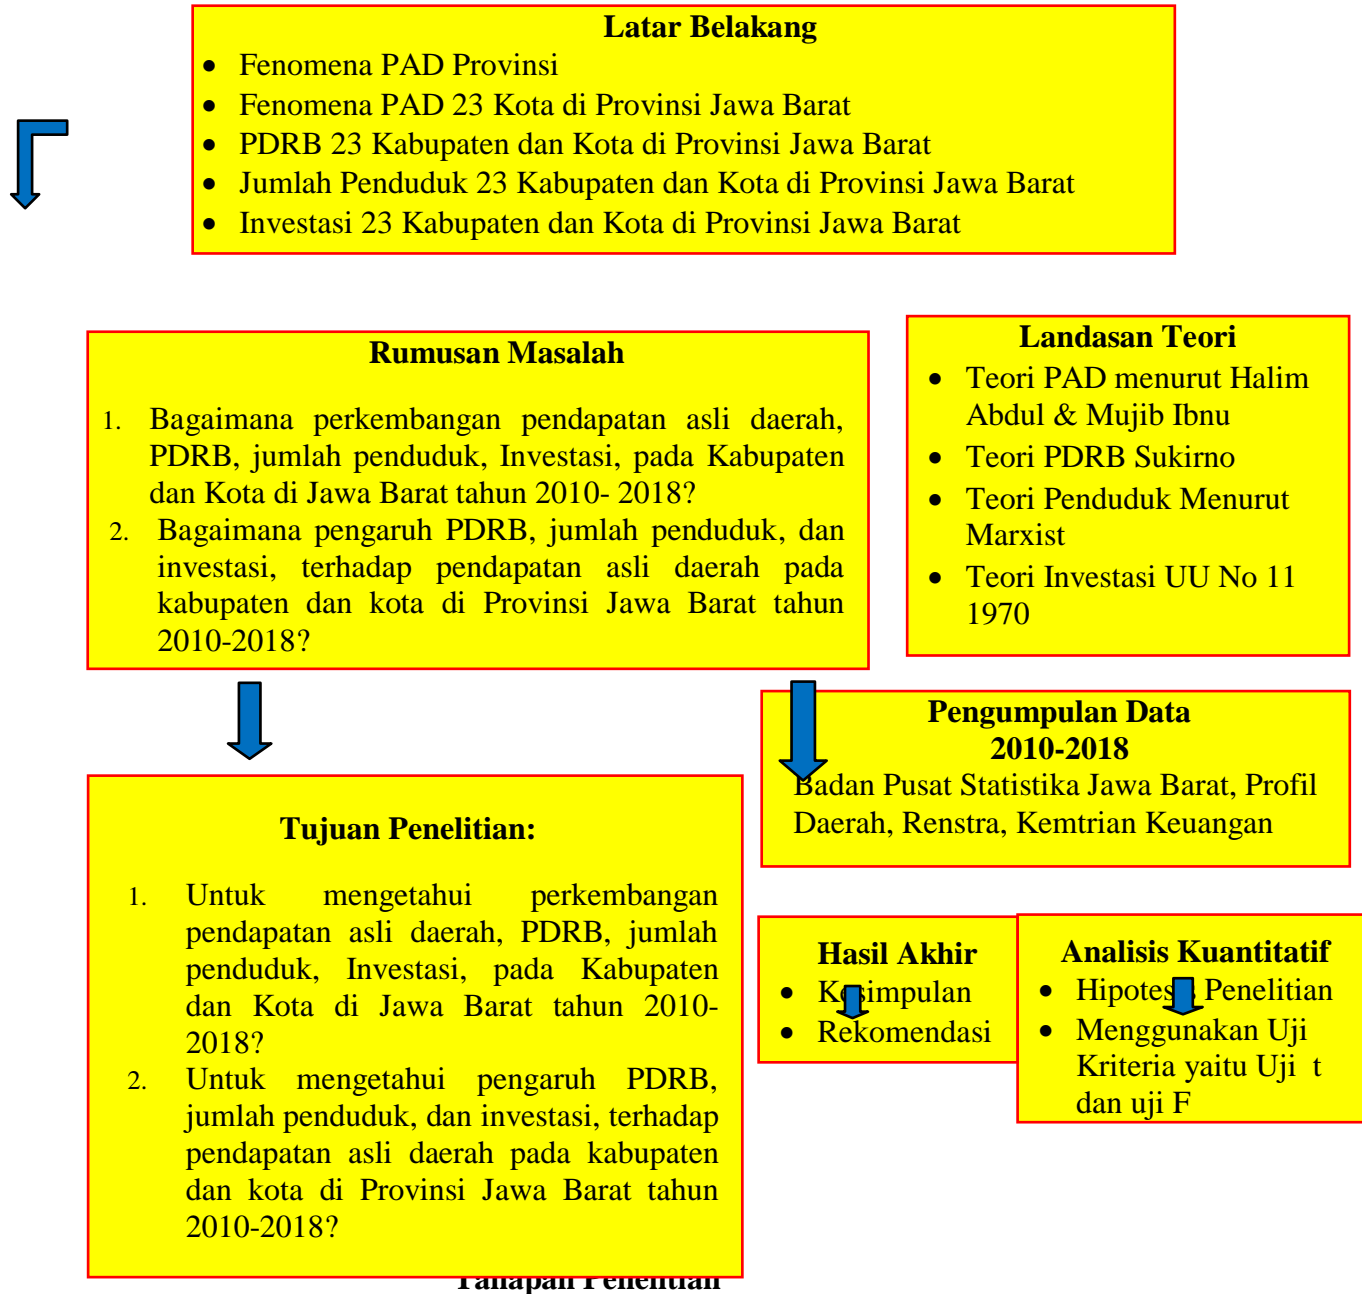 Latar Belakang
• Fenomena PAD Provinsi
• Fenomena PAD 23 Kota di Provinsi Jawa Barat
• PDRB 23 Kabupaten dan Kota di Provinsi Jawa Barat
• Jumlah Penduduk 23 Kabupaten dan Kota di Provinsi Jawa Barat
• Investasi 23 Kabupaten dan Kota di Provinsi Jawa Barat
Rumusan Masalah
1. Bagaimana perkembangan pendapatan asli daerah,
PDRB, jumlah penduduk, Investasi, pada Kabupaten
dan Kota di Jawa Barat tahun 2010- 2018?
2. Bagaimana pengaruh PDRB, jumlah penduduk, dan
investasi, terhadap pendapatan asli daerah pada
kabupaten dan kota di Provinsi Jawa Barat tahun
2010-2018?
Landasan Teori
• Teori PAD menurut Halim
Abdul & Mujib Ibnu
• Teori PDRB Sukirno
• Teori Penduduk Menurut
Marxist
• Teori Investasi UU No 11
1970
Pengumpulan Data
2010-2018
Badan Pusat Statistika Jawa Barat, Profil
Daerah, Renstra, Kemtrian Keuangan
Tujuan Penelitian:
1. Untuk mengetahui perkembangan
pendapatan asli daerah, PDRB, jumlah
penduduk, Investasi, pada Kabupaten
dan Kota di Jawa Barat tahun 2010-
2018?
2. Untuk mengetahui pengaruh PDRB,
jumlah penduduk, dan investasi, terhadap
pendapatan asli daerah pada kabupaten
dan kota di Provinsi Jawa Barat tahun
2010-2018?
Hasil Akhir
• Kesimpulan
• Rekomendasi
Analisis Kuantitatif
• Hipotesis Penelitian
• Menggunakan Uji
Kriteria yaitu Uji t
dan uji F